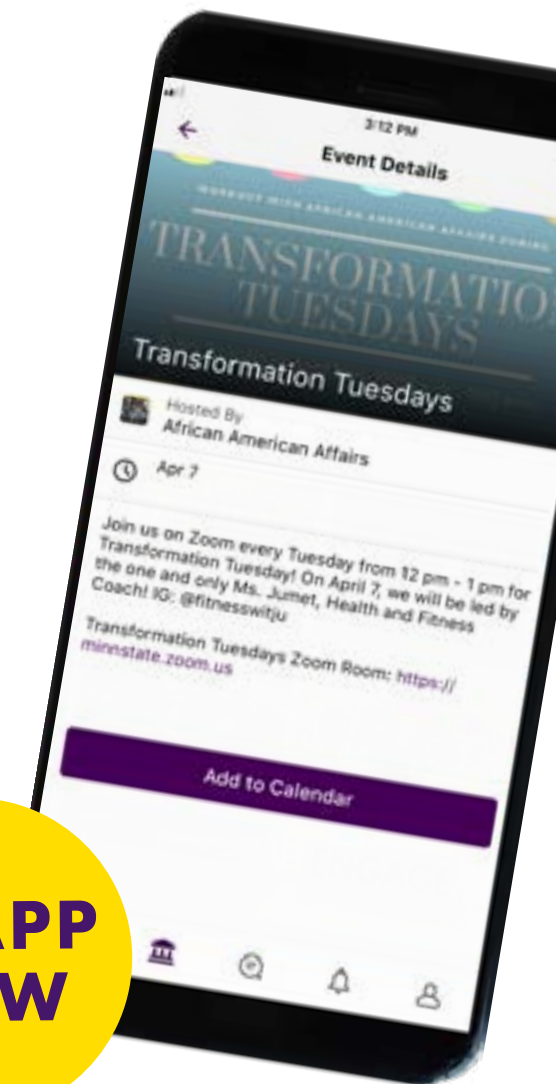 3:12 PM
Event Details
WORKOUT WITH AFRICAN AMERICAN AFFAIRS DURING
TRANSFORMATIO
TUESDAYS
Transformation Tuesdays
Hosted By
African American Affairs
Apr 7
Join us on Zoom every Tuesday from 12 pm - 1 pm for
Transformation Tuesday! On April 7, we will be led by
the one and only Ms. Jumet, Health and Fitness
Coach! IG: @fitnesswitju
Transformation Tuesdays Zoom Room: https://
minnstate.zoom.us
Add to Calendar
APP
W